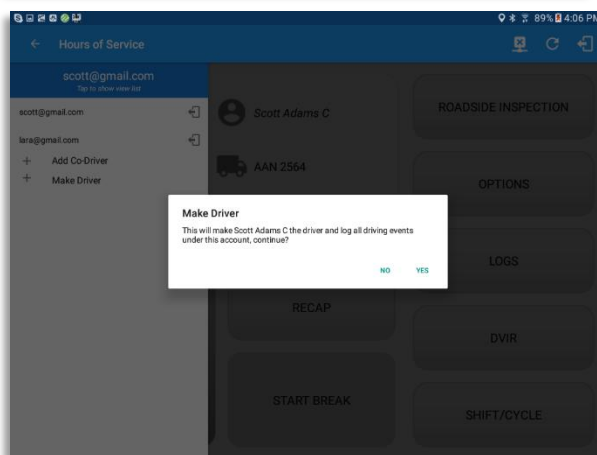 89% 4:06 PM
Hours of Service
scott@gmail.com
Tap to show view list
scott@gmail.com
lara@gmail.com
+ Add Co-Driver
+ Make Driver
Scott Adams C
AAN 2564
ROADSIDE INSPECTION
OPTIONS
Make Driver
This will make Scott Adams C the driver and log all driving events
under this account, continue?
NO YES
LOGS
RECAP
DVIR
START BREAK
SHIFT/CYCLE